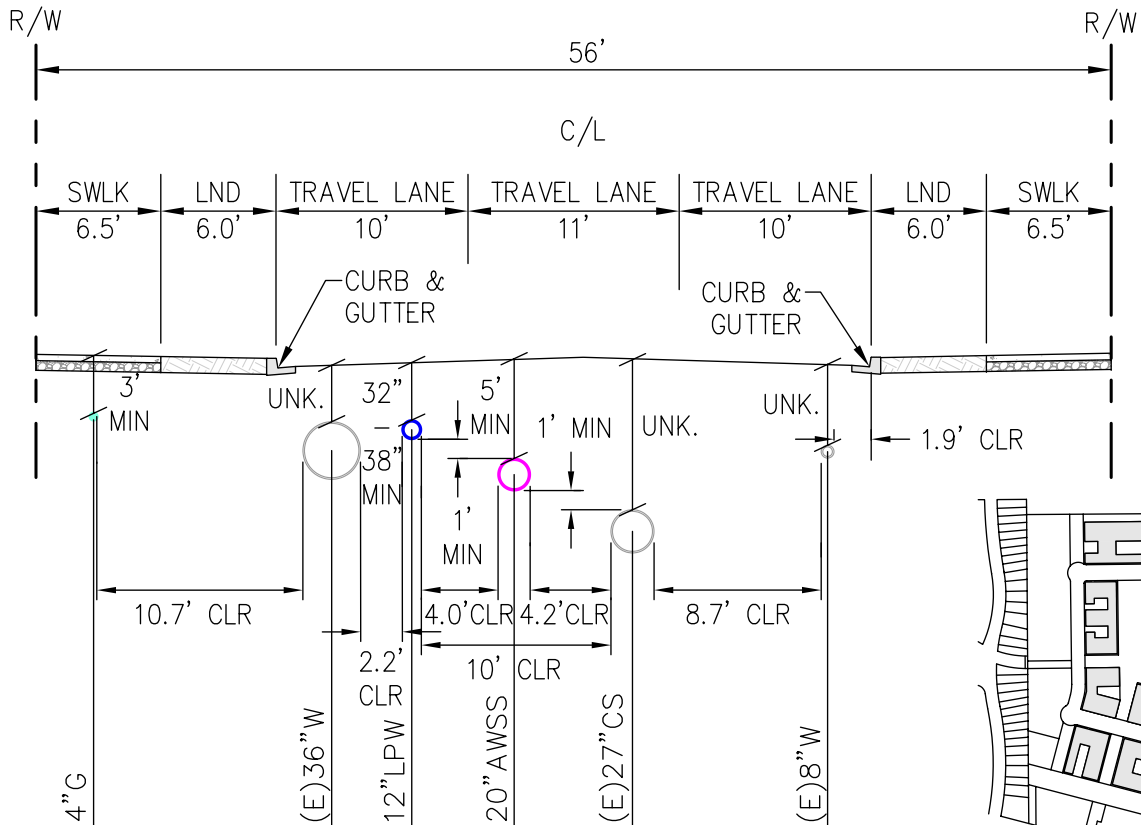 R/W
R/W
56'
C/L
SWLK
LND
TRAVEL LANE
TRAVEL LANE
TRAVEL LANE
LND
SWLK
6.5'
6.0'
10'
11'
10'
6.0'
6.5'
CURB &
GUTTER
CURB &
GUTTER
3'
MIN
UNK.
32"
–
38"
MIN
5'
MIN
1' MIN
UNK.
UNK.
1.9' CLR
1'
MIN
10.7' CLR
4.0'CLR
4.2'CLR
8.7' CLR
2.2'
CLR
10' CLR
4"G
(E)36"W
12"LPW
20"AWSS
(E)27"CS
(E)8"W